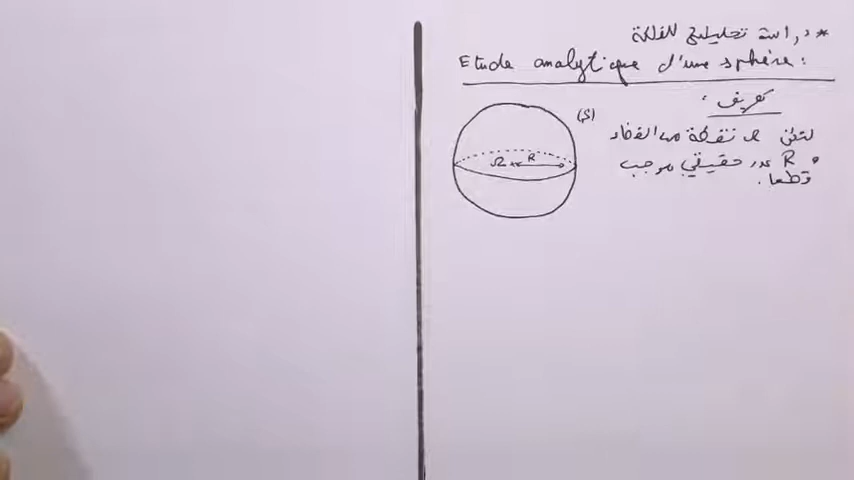 * دراسة تحليلية للفلكة
Etude analytique d'une sphère :
تعريف :
(S)
لتكن Ω نقطة من الفضاء
و R عدد حقيقي موجب
قطعا.
Ω R